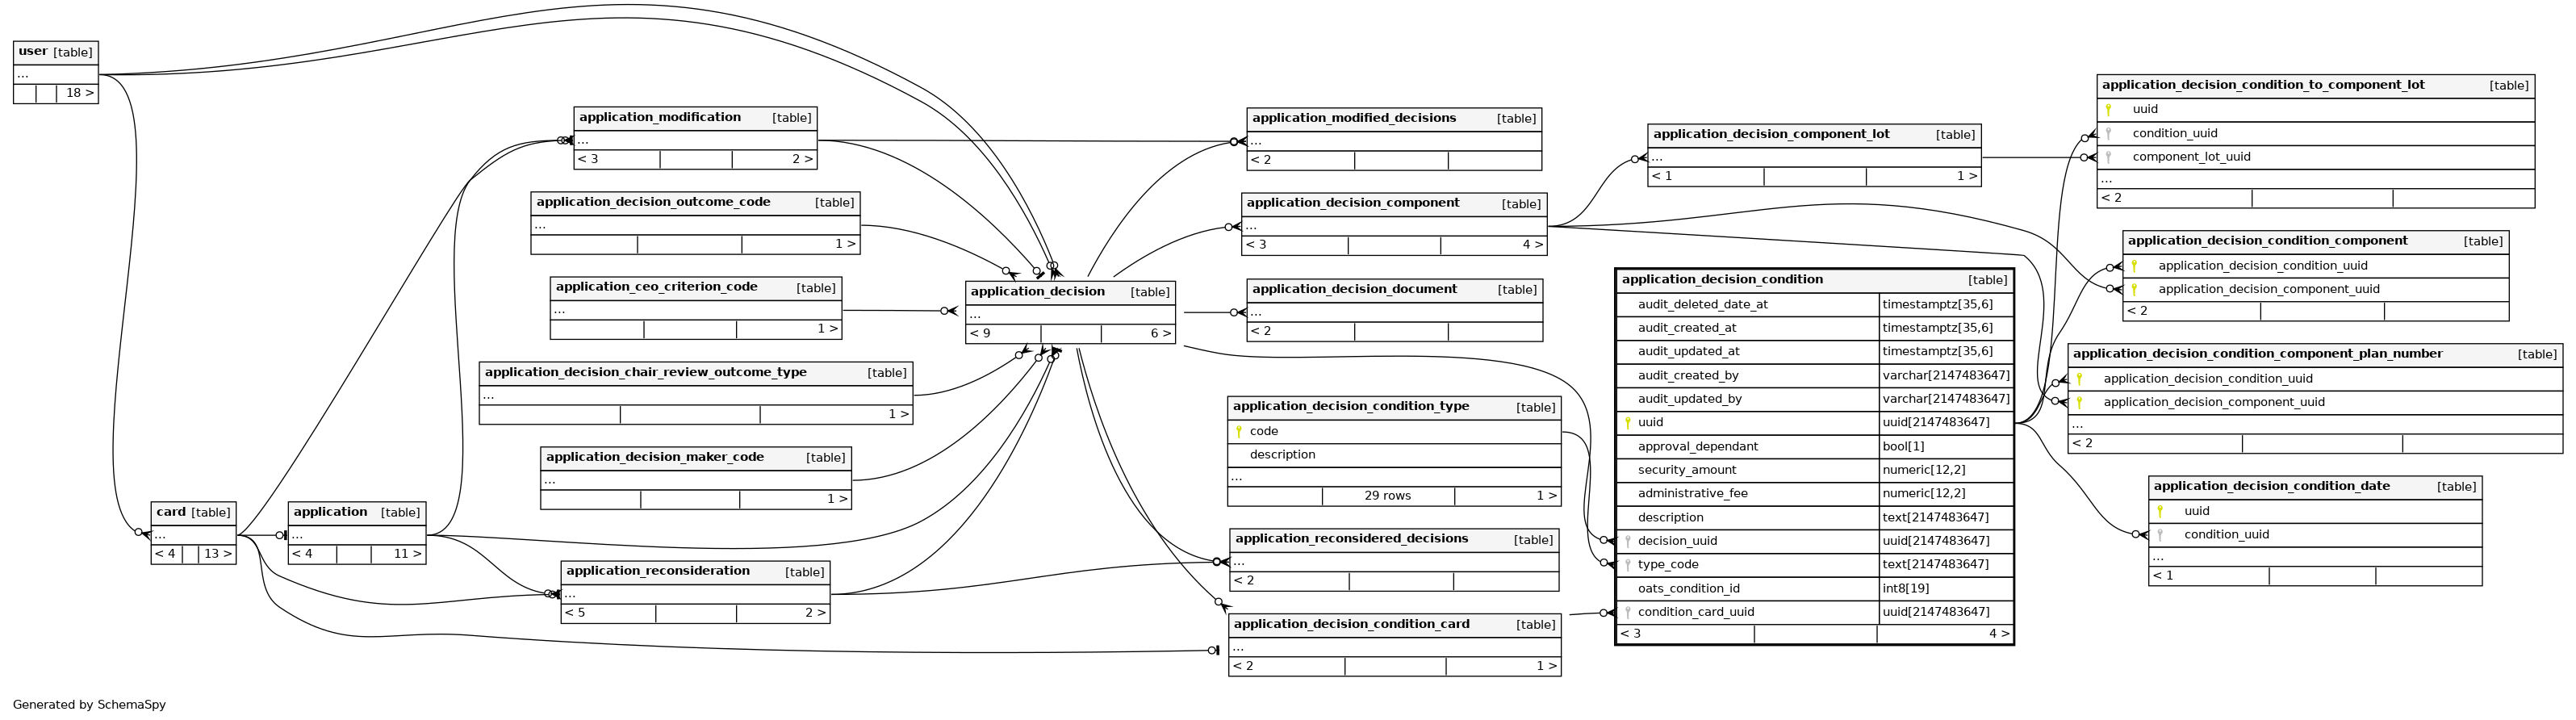 user [table]
...
18 >
application_modification [table]
...
< 3 2 >
application_decision_outcome_code [table]
...
1 >
application_ceo_criterion_code [table]
...
1 >
application_decision_chair_review_outcome_type [table]
...
1 >
application_decision_maker_code [table]
...
1 >
card [table]
...
< 4 13 >
application [table]
...
< 4 11 >
application_reconsideration [table]
...
< 5 2 >
application_decision [table]
...
< 9 6 >
application_modified_decisions [table]
...
< 2
application_decision_component [table]
...
< 3 4 >
application_decision_document [table]
...
< 2
application_decision_condition_type [table]
code
description
...
29 rows 1 >
application_reconsidered_decisions [table]
...
< 2
application_decision_condition_card [table]
...
< 2 1 >
application_decision_component_lot [table]
...
< 1 1 >
application_decision_condition [table]
audit_deleted_date_at timestamptz[35,6]
audit_created_at timestamptz[35,6]
audit_updated_at timestamptz[35,6]
audit_created_by varchar[2147483647]
audit_updated_by varchar[2147483647]
uuid uuid[2147483647]
approval_dependant bool[1]
security_amount numeric[12,2]
administrative_fee numeric[12,2]
description text[2147483647]
decision_uuid uuid[2147483647]
type_code text[2147483647]
oats_condition_id int8[19]
condition_card_uuid uuid[2147483647]
< 3 4 >
application_decision_condition_to_component_lot [table]
uuid
condition_uuid
component_lot_uuid
...
< 2
application_decision_condition_component [table]
application_decision_condition_uuid
application_decision_component_uuid
< 2
application_decision_condition_component_plan_number [table]
application_decision_condition_uuid
application_decision_component_uuid
...
< 2
application_decision_condition_date [table]
uuid
condition_uuid
...
< 1
Generated by SchemaSpy